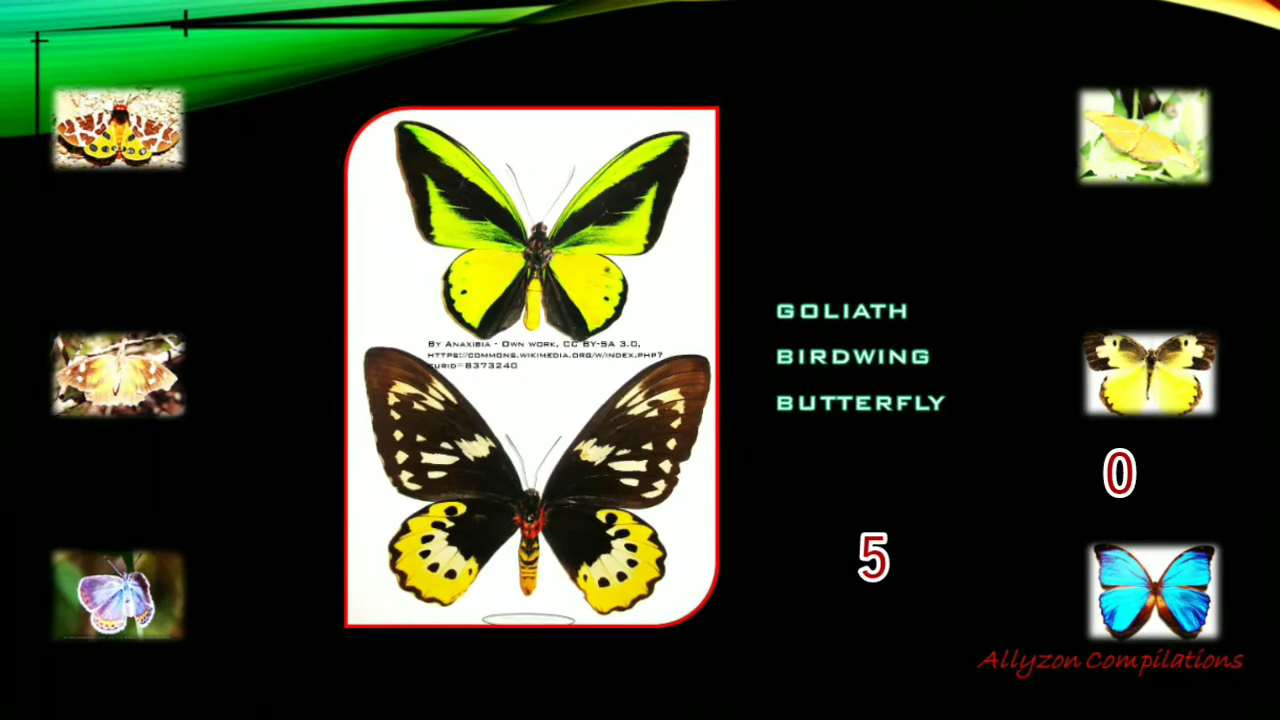 By Anaxibia - Own work, CC BY-SA 3.0,
https://commons.wikimedia.org/w/index.php?
curid=8373240
GOLIATH
BIRDWING
BUTTERFLY
0
5
Allyzon Compilations